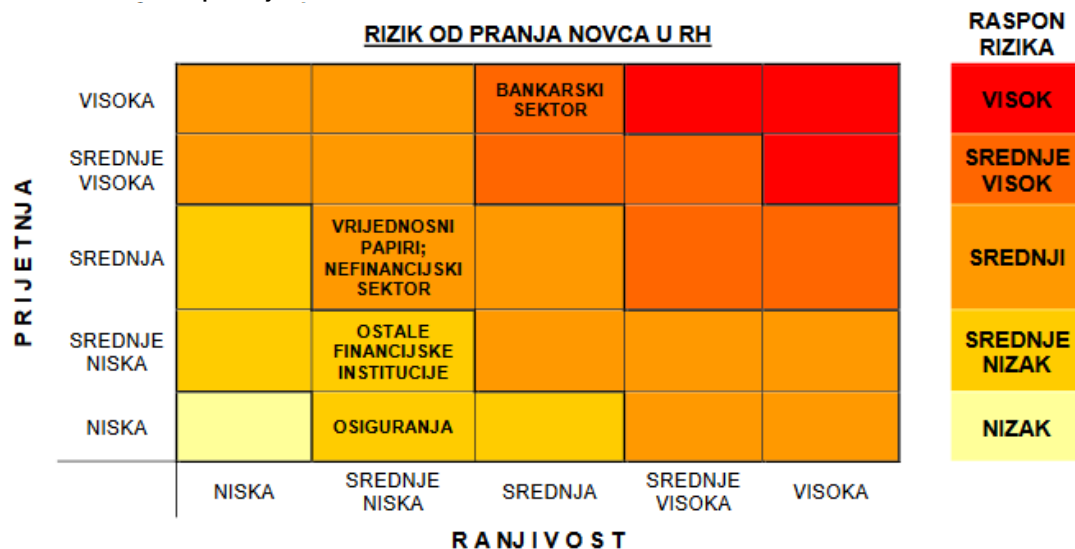 RIZIK OD PRANJA NOVCA U RH
RASPON
RIZIKA
VISOKA
BANKARSKI
SEKTOR
VISOK
SREDNJE
VISOKA
SREDNJE
VISOK
PRIJETNJA
SREDNJA
VRIJEDNOSNI
PAPIRI;
NEFINANCIJSKI
SEKTOR
SREDNJI
SREDNJE
NISKA
OSTALE
FINANCIJSKE
INSTITUCIJE
SREDNJE
NIZAK
NISKA
OSIGURANJA
NIZAK
NISKA
SREDNJE
NISKA
SREDNJA
SREDNJE
VISOKA
VISOKA
RANJIVOST